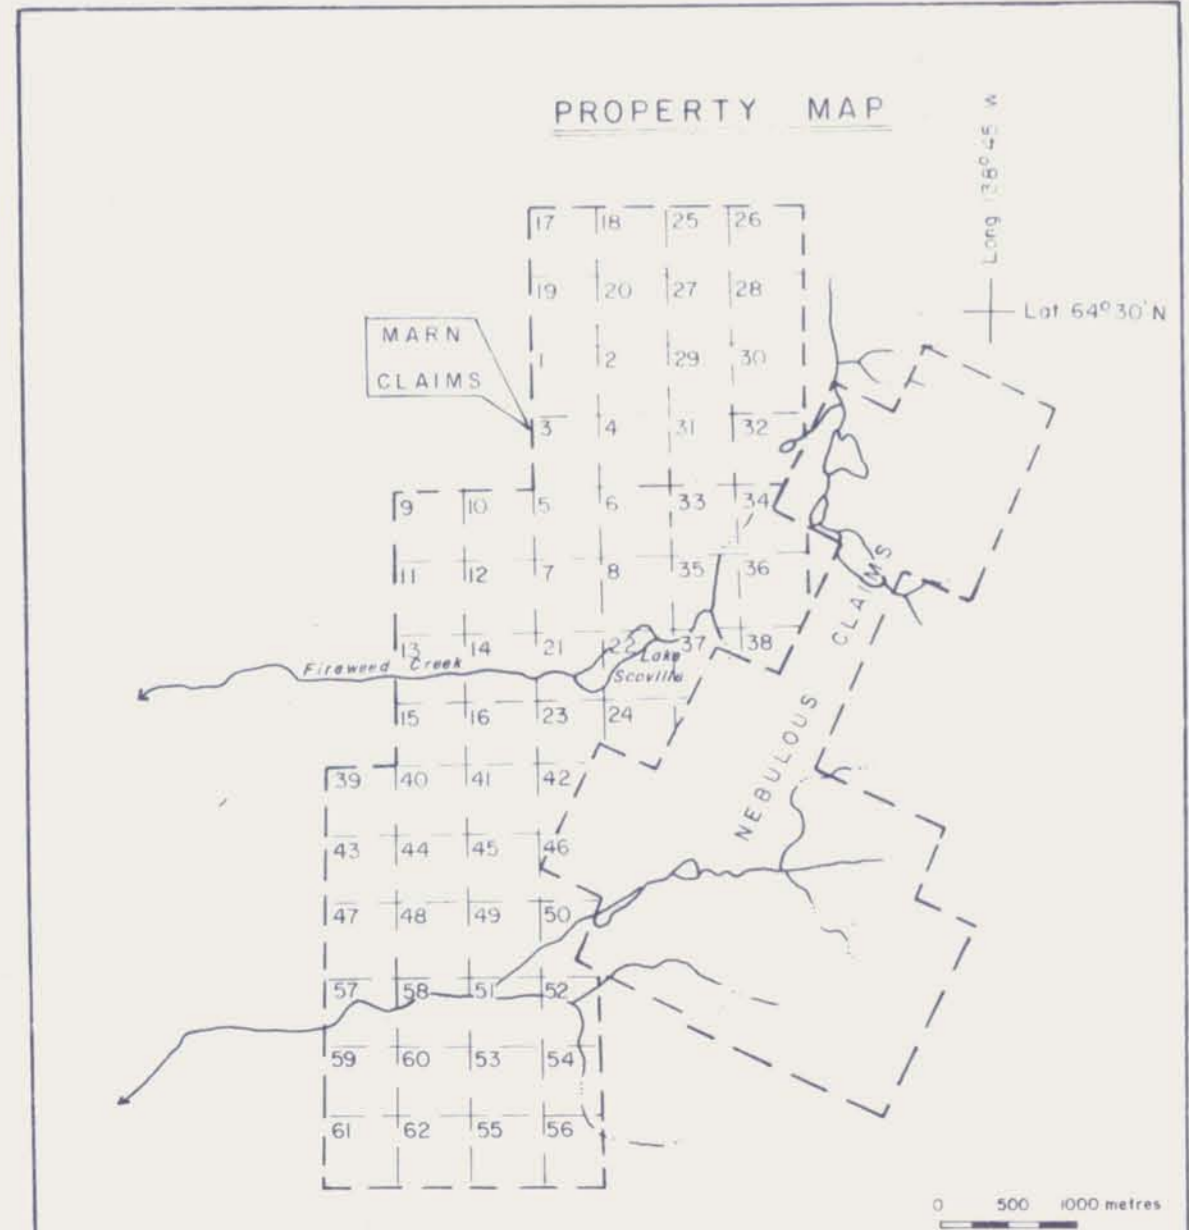 PROPERTY MAP
Long 138° 45 W
Lat 64° 30' N
MARN
CLAIMS
17 18 25 26
19 20 27 28
1 2 29 30
3 4 31 32
9 10 5 6 33 34
11 12 7 8 35 36
13 14 21 22 37 38
Fireweed Creek
Lake
Scoville
15 16 23 24
39 40 41 42
43 44 45 46
47 48 49 50
57 58 51 52
59 60 53 54
61 62 55 56
NEBULOUS CLAIMS
0 500 1000 metres